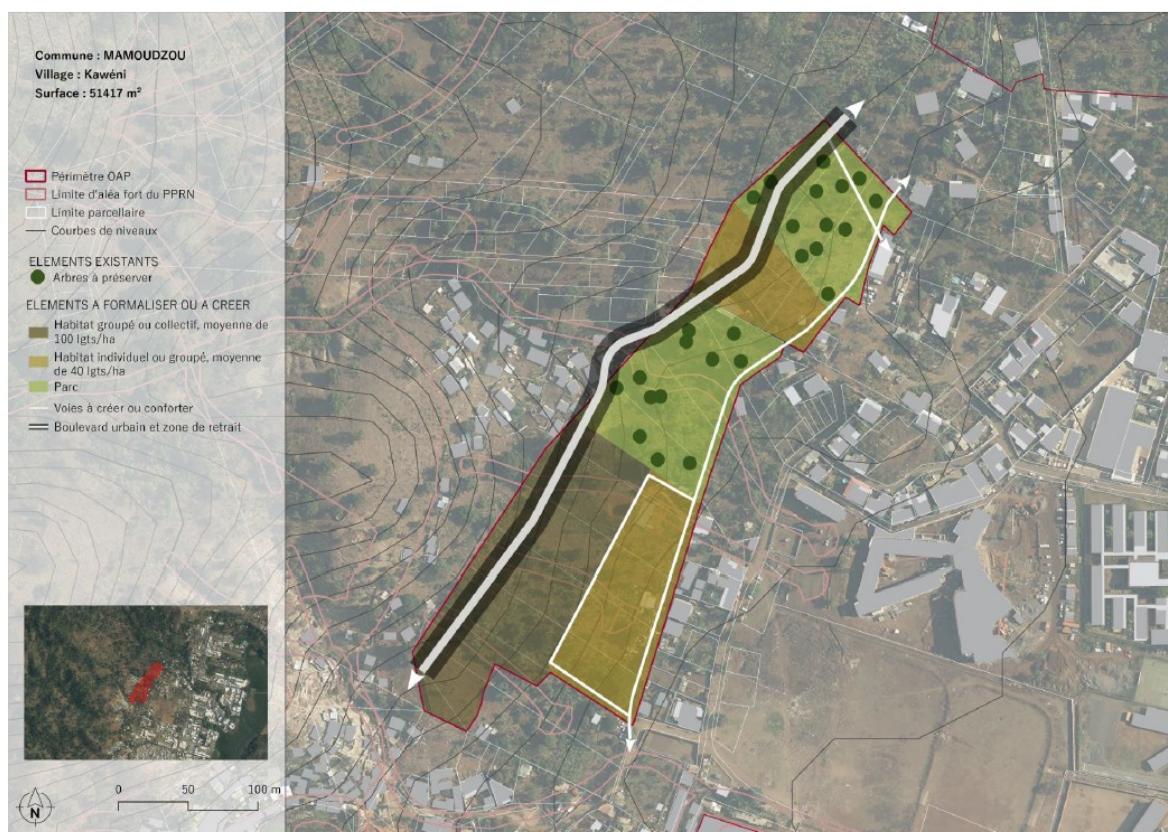 Commune : MAMOUDZOU
Village : Kawéni
Surface : 51417 m²
Périmètre OAP
Limite d'aléa fort du PPRN
Limite parcellaire
Courbes de niveaux
ELEMENTS EXISTANTS
Arbres à préserver
ELEMENTS A FORMALISER OU A CREER
Habitat groupé ou collectif, moyenne de
100 lgts/ha
Habitat individuel ou groupé, moyenne
de 40 lgts/ha
Parc
Voies à créer ou conforter
Boulevard urbain et zone de retrait
0 50 100 m
N